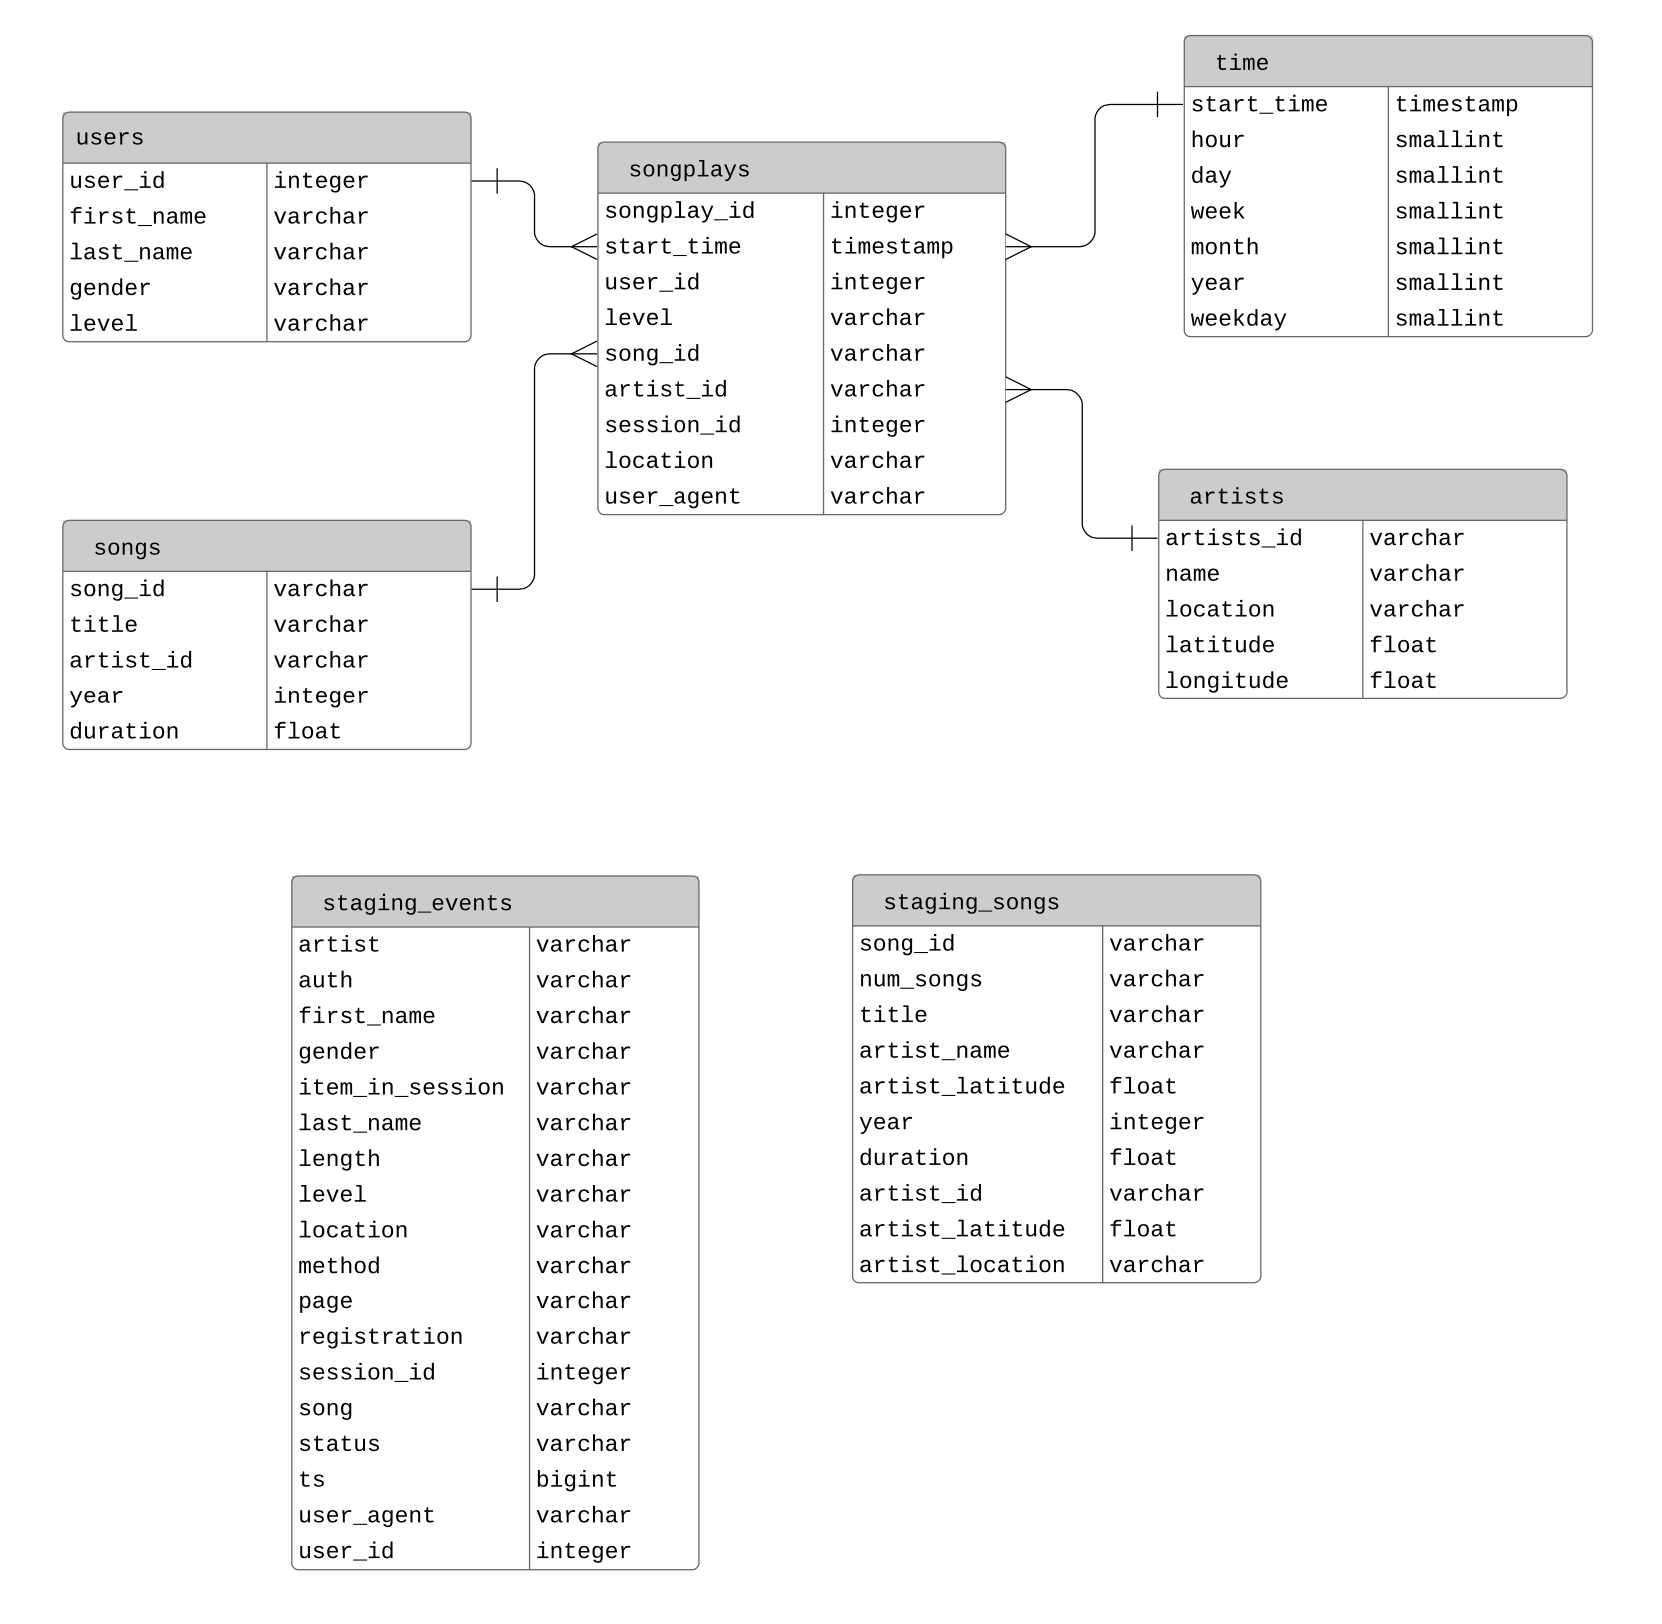 users
user_id integer
first_name varchar
last_name varchar
gender varchar
level varchar
songplays
songplay_id integer
start_time timestamp
user_id integer
level varchar
song_id varchar
artist_id varchar
session_id integer
location varchar
user_agent varchar
time
start_time timestamp
hour smallint
day smallint
week smallint
month smallint
year smallint
weekday smallint
songs
song_id varchar
title varchar
artist_id varchar
year integer
duration float
artists
artists_id varchar
name varchar
location varchar
latitude float
longitude float
staging_events
artist varchar
auth varchar
first_name varchar
gender varchar
item_in_session varchar
last_name varchar
length varchar
level varchar
location varchar
method varchar
page varchar
registration varchar
session_id integer
song varchar
status varchar
ts bigint
user_agent varchar
user_id integer
staging_songs
song_id varchar
num_songs varchar
title varchar
artist_name varchar
artist_latitude float
year integer
duration float
artist_id varchar
artist_latitude float
artist_location varchar